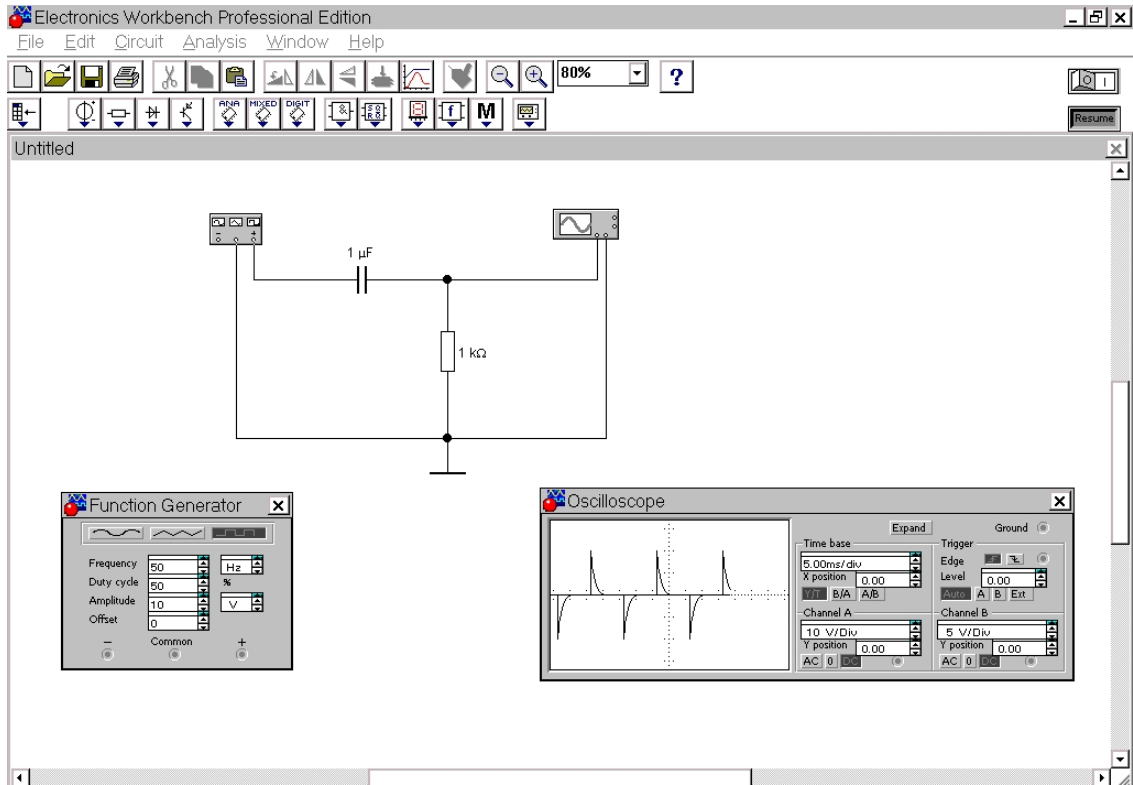 Electronics Workbench Professional Edition
File Edit Circuit Analysis Window Help
80% ?
ANA MIXED DIGIT & f M
Resume
Untitled
1 µF
1 kΩ
Function Generator
Frequency 50 Hz
Duty cycle 50 %
Amplitude 10 V
Offset 0
− Common +
Oscilloscope
Expand Ground
Time base Trigger
5.00ms/div Edge
X position 0.00 Level 0.00
Y/T B/A A/B Auto A B Ext
Channel A Channel B
10 V/Div 5 V/Div
Y position 0.00 Y position 0.00
AC 0 DC AC 0 DC